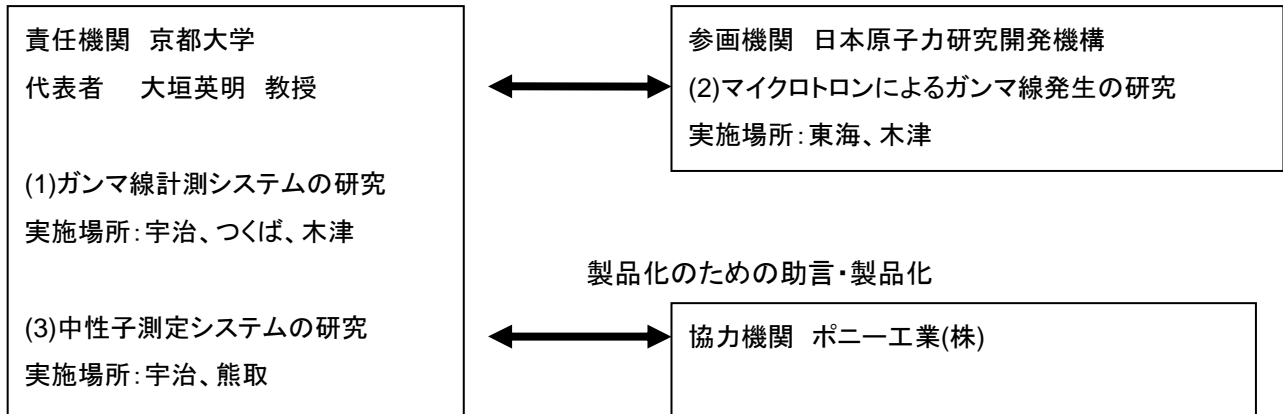 責任機関 京都大学
代表者 大垣英明 教授
(1)ガンマ線計測システムの研究
実施場所：宇治、つくば、木津
(3)中性子測定システムの研究
実施場所：宇治、熊取
参画機関 日本原子力研究開発機構
(2)マイクロトロンによるガンマ線発生の研究
実施場所：東海、木津
製品化のための助言・製品化
協力機関 ポニー工業(株)